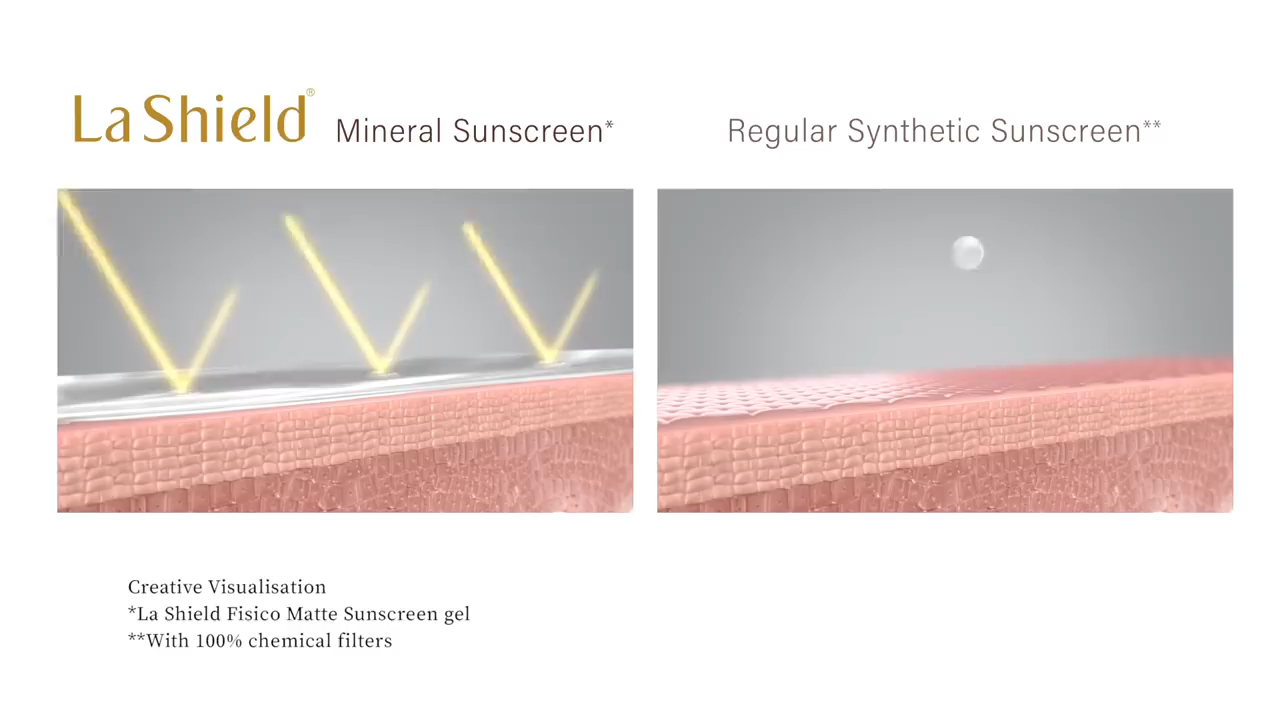 La Shield® Mineral Sunscreen*
Regular Synthetic Sunscreen**
Creative Visualisation
*La Shield Fisico Matte Sunscreen gel
**With 100% chemical filters